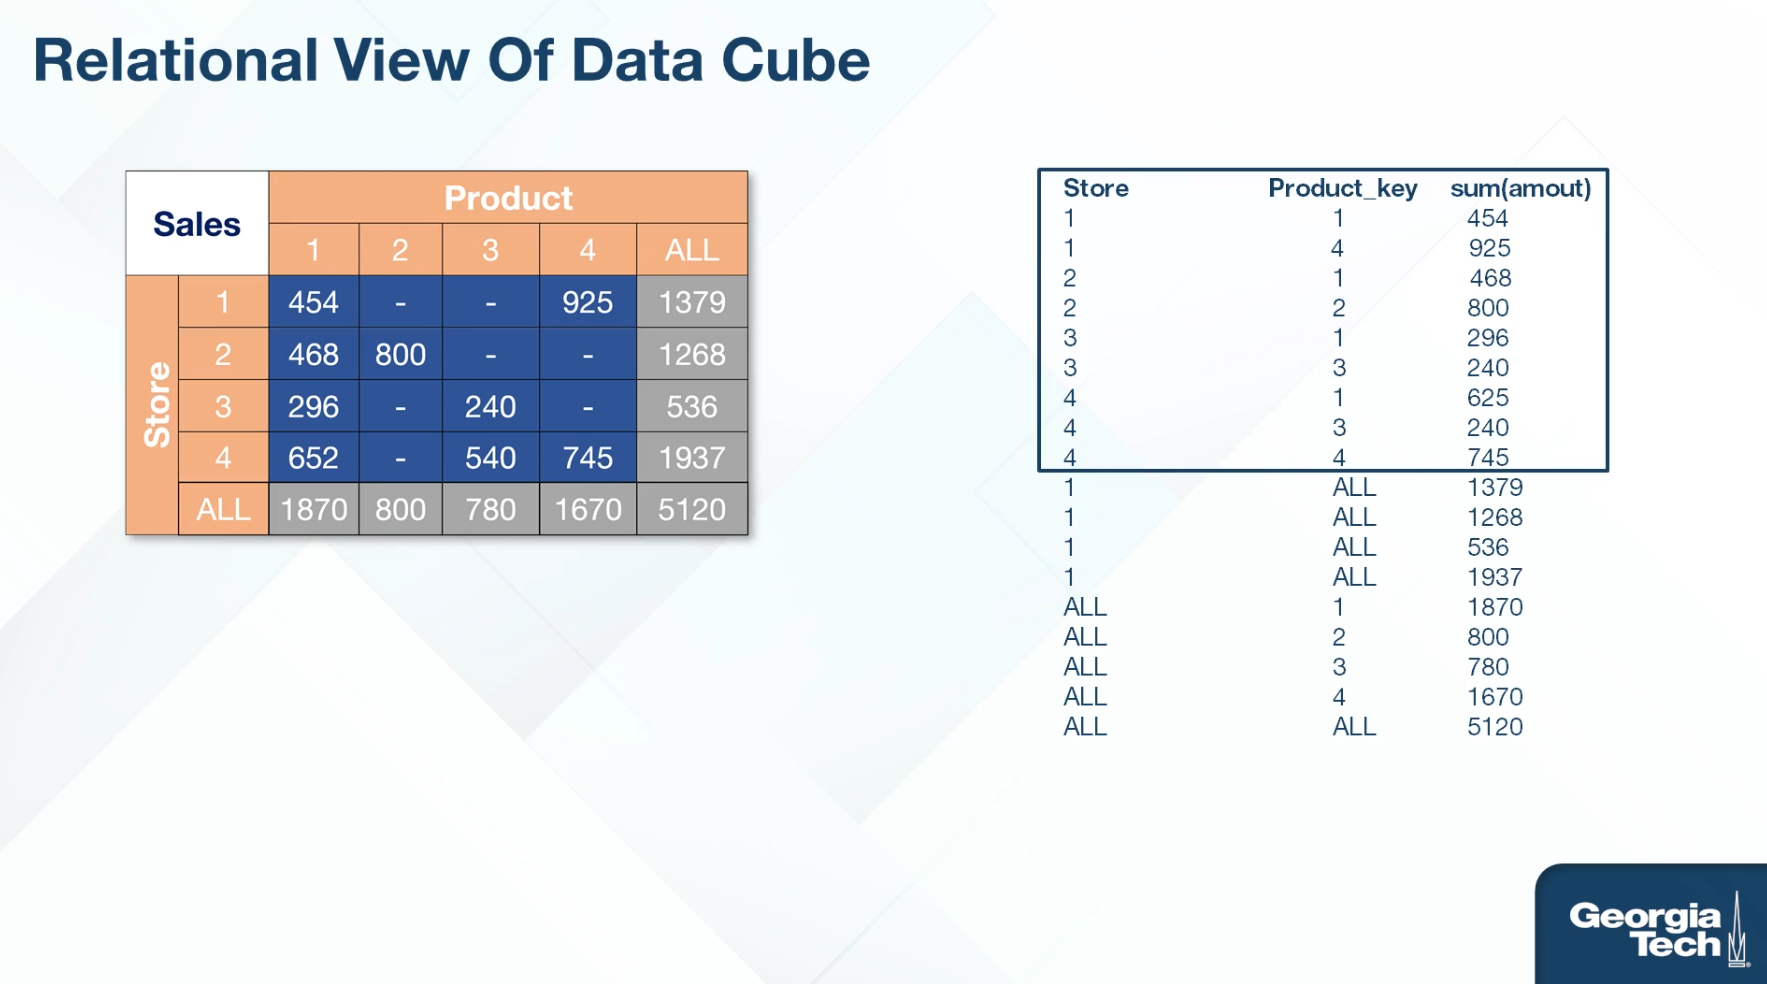 Relational View Of Data Cube
Sales Product
1 2 3 4 ALL
Store
1 454 - - 925 1379
2 468 800 - - 1268
3 296 - 240 - 536
4 652 - 540 745 1937
ALL 1870 800 780 1670 5120
Store Product_key sum(amout)
1 1 454
1 4 925
2 1 468
2 2 800
3 1 296
3 3 240
4 1 625
4 3 240
4 4 745
1 ALL 1379
1 ALL 1268
1 ALL 536
1 ALL 1937
ALL 1 1870
ALL 2 800
ALL 3 780
ALL 4 1670
ALL ALL 5120
Georgia
Tech